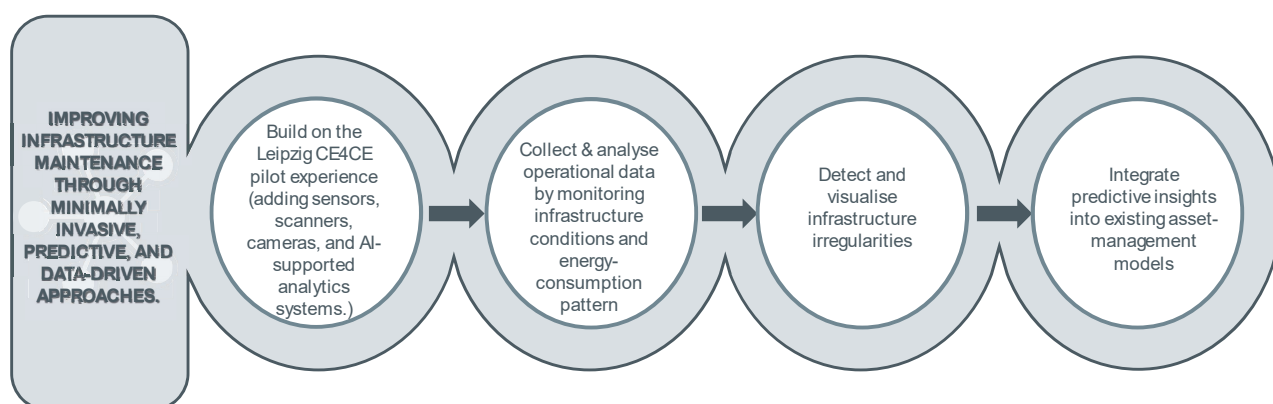 IMPROVING
INFRASTRUCTURE
MAINTENANCE
THROUGH
MINIMALLY
INVASIVE,
PREDICTIVE, AND
DATA-DRIVEN
APPROACHES.
Build on the
Leipzig CE4CE
pilot experience
(adding sensors,
scanners,
cameras, and AI-
supported
analytics
systems.)
Collect & analyse
operational data
by monitoring
infrastructure
conditions and
energy-
consumption
pattern
Detect and
visualise
infrastructure
irregularities
Integrate
predictive insights
into existing asset-
management
models